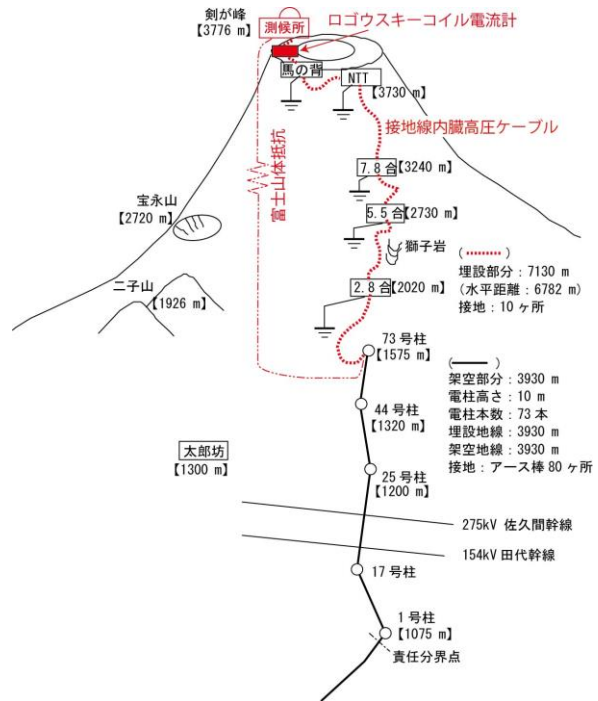 剣が峰
【3776 m】
測候所
ロゴウスキーコイル電流計
馬の背
NTT
【3730 m】
接地線内臓高圧ケーブル
富士山体抵抗
7.8 合【3240 m】
宝永山
【2720 m】
5.5 合【2730 m】
獅子岩
二子山
【1926 m】
2.8 合【2020 m】
( )
埋設部分：7130 m
(水平距離：6782 m)
接地：10 ヶ所
73 号柱
【1575 m】
( )
架空部分：3930 m
電柱高さ：10 m
電柱本数：73 本
埋設地線：3930 m
架空地線：3930 m
接地：アース棒 80 ヶ所
44 号柱
【1320 m】
太郎坊
【1300 m】
25 号柱
【1200 m】
275kV 佐久間幹線
154kV 田代幹線
17 号柱
1 号柱
【1075 m】
責任分界点